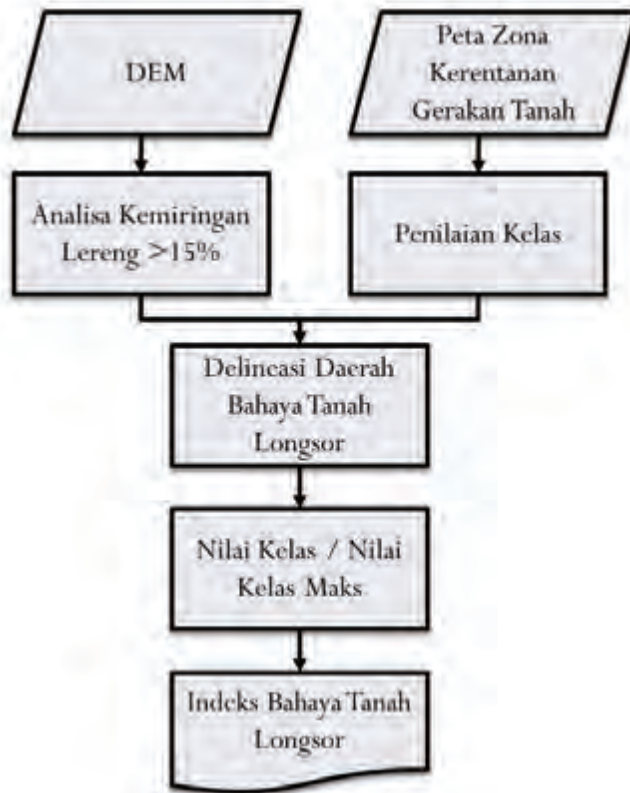 DEM
Peta Zona
Kerentanan
Gerakan Tanah
Analisa Kemiringan
Lereng >15%
Penilaian Kelas
Delineasi Daerah
Bahaya Tanah
Longsor
Nilai Kelas / Nilai
Kelas Maks
Indeks Bahaya Tanah
Longsor